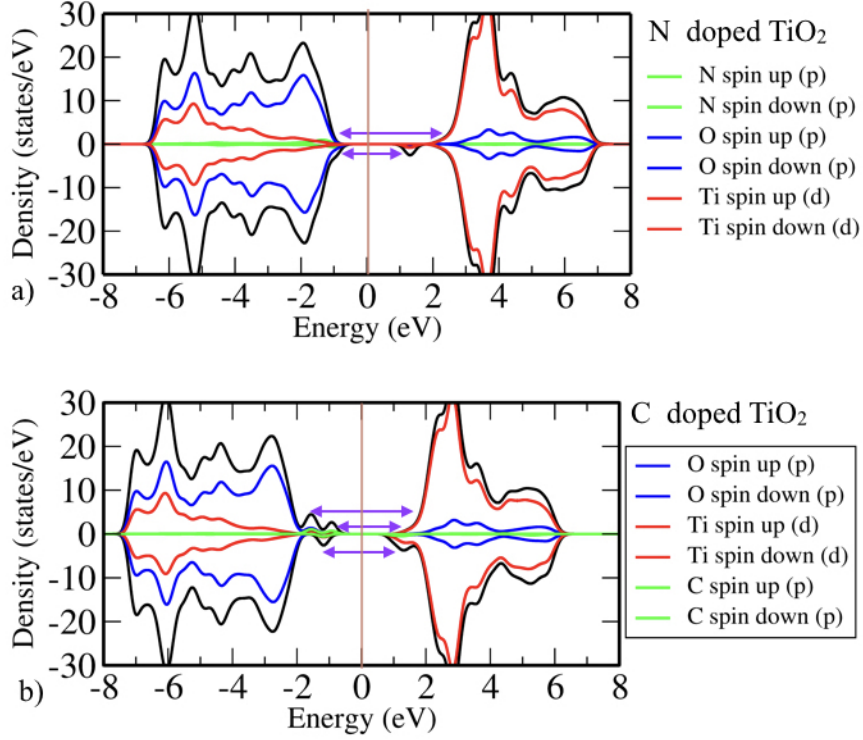 N doped TiO₂
30
20
10
0
-10
-20
-30
Density (states/eV)
N spin up (p)
N spin down (p)
O spin up (p)
O spin down (p)
Ti spin up (d)
Ti spin down (d)
a)
-8 -6 -4 -2 0 2 4 6 8
Energy (eV)
C doped TiO₂
30
20
10
0
-10
-20
-30
Density (states/eV)
O spin up (p)
O spin down (p)
Ti spin up (d)
Ti spin down (d)
C spin up (p)
C spin down (p)
b)
-8 -6 -4 -2 0 2 4 6 8
Energy (eV)